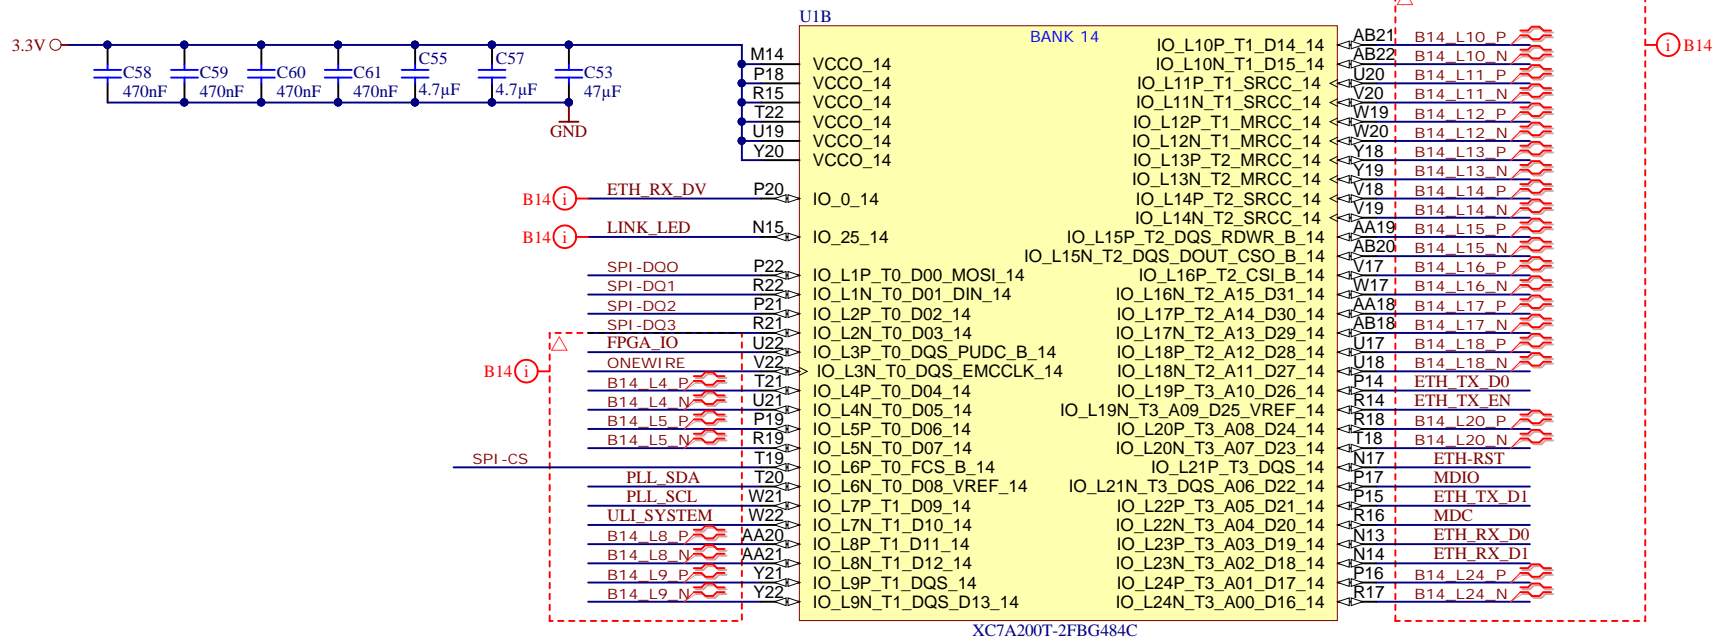 U1B
BANK 14
3.3V
C58 470nF
C59 470nF
C60 470nF
C61 470nF
C55 4.7µF
C57 4.7µF
C53 47µF
GND
M14 VCCO_14
P18 VCCO_14
R15 VCCO_14
T22 VCCO_14
U19 VCCO_14
Y20 VCCO_14
B14 i ETH_RX_DV P20 IO_0_14
B14 i LINK_LED N15 IO_25_14
SPI-DQ0 P22 IO_L1P_T0_D00_MOSI_14
SPI-DQ1 R22 IO_L1N_T0_D01_DIN_14
SPI-DQ2 P21 IO_L2P_T0_D02_14
SPI-DQ3 R21 IO_L2N_T0_D03_14
FPGA_IO U22 IO_L3P_T0_DQS_PUDC_B_14
B14 i ONEWIRE V22 IO_L3N_T0_DQS_EMCCLK_14
B14_L4_P T21 IO_L4P_T0_D04_14
B14_L4_N U21 IO_L4N_T0_D05_14
B14_L5_P P19 IO_L5P_T0_D06_14
B14_L5_N R19 IO_L5N_T0_D07_14
SPI-CS T19 IO_L6P_T0_FCS_B_14
PLL_SDA T20 IO_L6N_T0_D08_VREF_14
PLL_SCL W21 IO_L7P_T1_D09_14
ULI_SYSTEM W22 IO_L7N_T1_D10_14
B14_L8_P AA20 IO_L8P_T1_D11_14
B14_L8_N AA21 IO_L8N_T1_D12_14
B14_L9_P Y21 IO_L9P_T1_DQS_14
B14_L9_N Y22 IO_L9N_T1_DQS_D13_14
IO_L10P_T1_D14_14 AB21 B14_L10_P i B14
IO_L10N_T1_D15_14 AB22 B14_L10_N
IO_L11P_T1_SRCC_14 U20 B14_L11_P
IO_L11N_T1_SRCC_14 V20 B14_L11_N
IO_L12P_T1_MRCC_14 W19 B14_L12_P
IO_L12N_T1_MRCC_14 W20 B14_L12_N
IO_L13P_T2_MRCC_14 Y18 B14_L13_P
IO_L13N_T2_MRCC_14 Y19 B14_L13_N
IO_L14P_T2_SRCC_14 V18 B14_L14_P
IO_L14N_T2_SRCC_14 V19 B14_L14_N
IO_L15P_T2_DQS_RDWR_B_14 AA19 B14_L15_P
IO_L15N_T2_DQS_DOUT_CSO_B_14 AB20 B14_L15_N
IO_L16P_T2_CSI_B_14 V17 B14_L16_P
IO_L16N_T2_A15_D31_14 W17 B14_L16_N
IO_L17P_T2_A14_D30_14 AA18 B14_L17_P
IO_L17N_T2_A13_D29_14 AB18 B14_L17_N
IO_L18P_T2_A12_D28_14 U17 B14_L18_P
IO_L18N_T2_A11_D27_14 U18 B14_L18_N
IO_L19P_T3_A10_D26_14 P14 ETH_TX_D0
IO_L19N_T3_A09_D25_VREF_14 R14 ETH_TX_EN
IO_L20P_T3_A08_D24_14 R18 B14_L20_P
IO_L20N_T3_A07_D23_14 T18 B14_L20_N
IO_L21P_T3_DQS_14 N17 ETH-RST
IO_L21N_T3_DQS_A06_D22_14 P17 MDIO
IO_L22P_T3_A05_D21_14 P15 ETH_TX_D1
IO_L22N_T3_A04_D20_14 R16 MDC
IO_L23P_T3_A03_D19_14 N13 ETH_RX_D0
IO_L23N_T3_A02_D18_14 N14 ETH_RX_D1
IO_L24P_T3_A01_D17_14 P16 B14_L24_P
IO_L24N_T3_A00_D16_14 R17 B14_L24_N
XC7A200T-2FBG484C